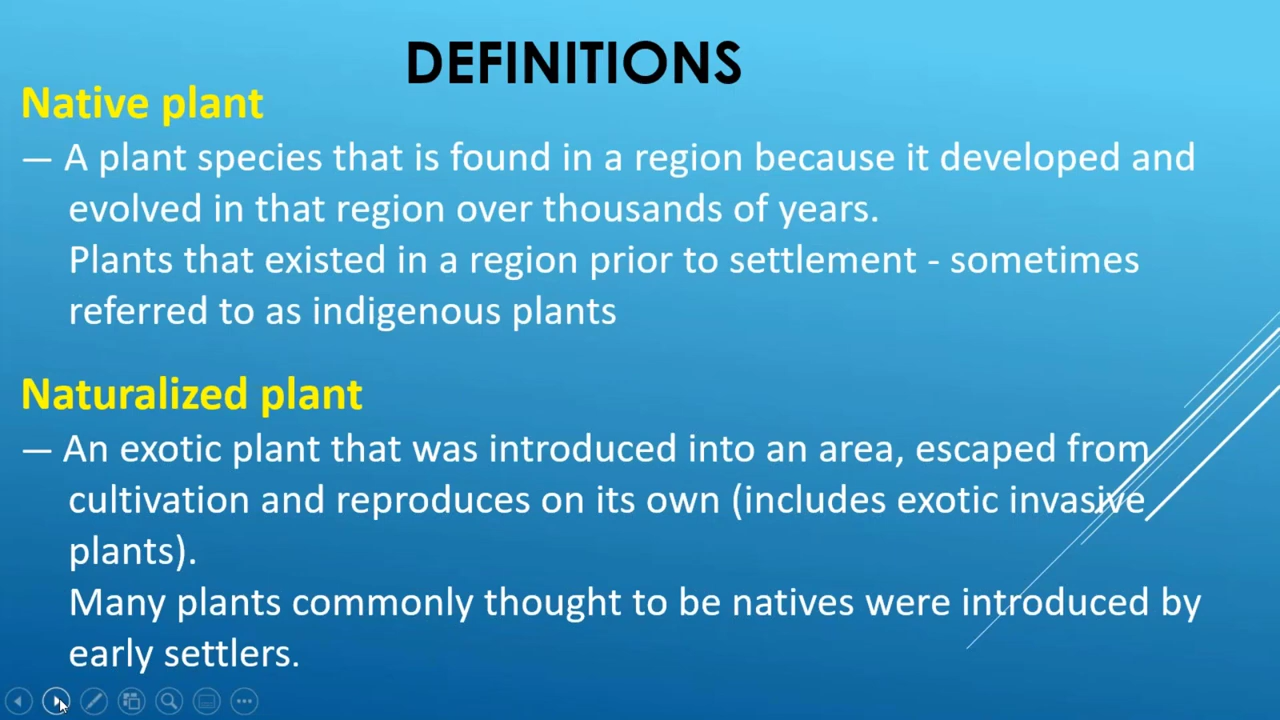 DEFINITIONS
Native plant
— A plant species that is found in a region because it developed and
evolved in that region over thousands of years.
Plants that existed in a region prior to settlement - sometimes
referred to as indigenous plants
Naturalized plant
— An exotic plant that was introduced into an area, escaped from
cultivation and reproduces on its own (includes exotic invasive
plants).
Many plants commonly thought to be natives were introduced by
early settlers.